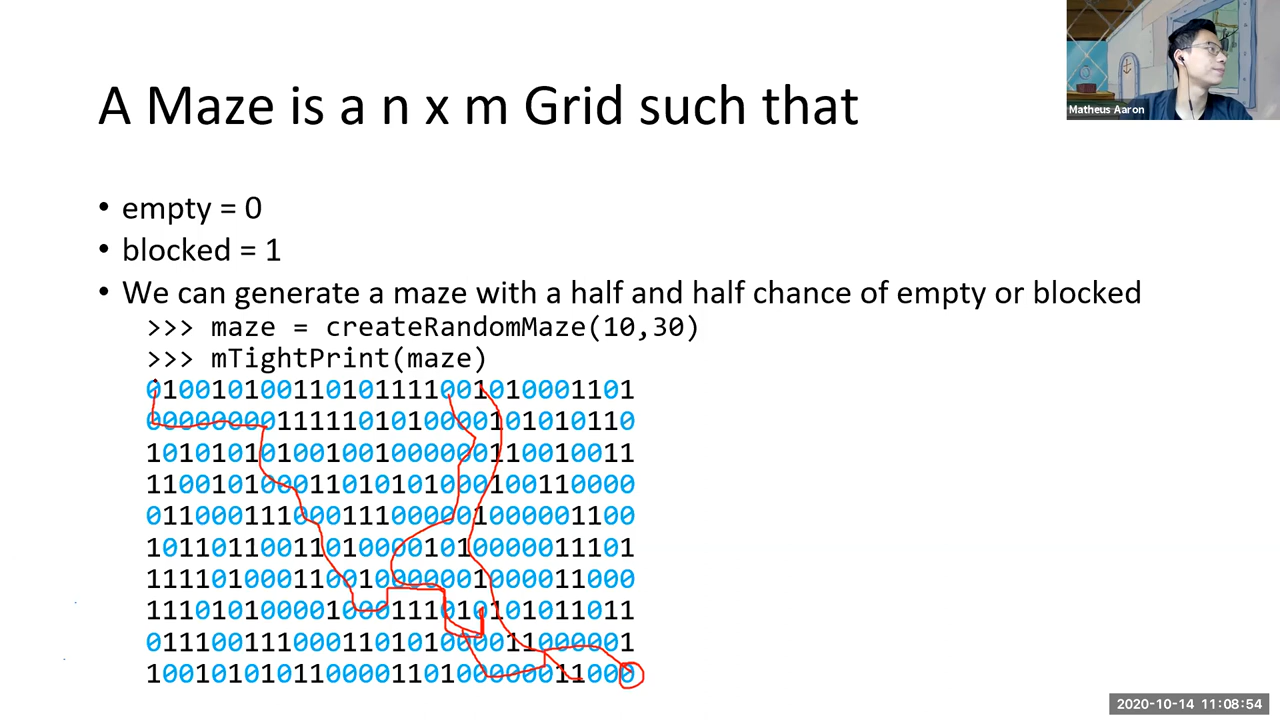 Matheus Aaron
A Maze is a n x m Grid such that
• empty = 0
• blocked = 1
• We can generate a maze with a half and half chance of empty or blocked
>>> maze = createRandomMaze(10,30)
>>> mTightPrint(maze)
010010100110101111001010001101
000000001111101010000101010110
101010101001001000000110010011
110010100011010101000100110000
011000111000111000001000001100
101101100110100001010000011101
111101000110010000001000011000
111010100001000111010101011011
011100111000110101000011000001
100101010110000110100000011000
2020-10-14 11:08:54